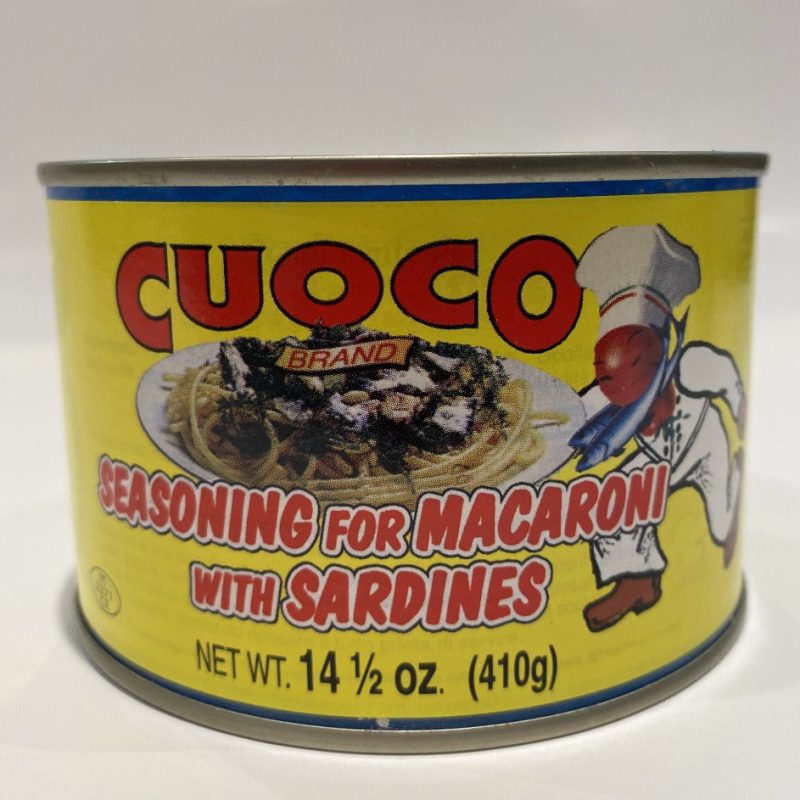 CUOCO
BRAND
SEASONING FOR MACARONI
WITH SARDINES
NET WT. 14 ½ oz. (410g)